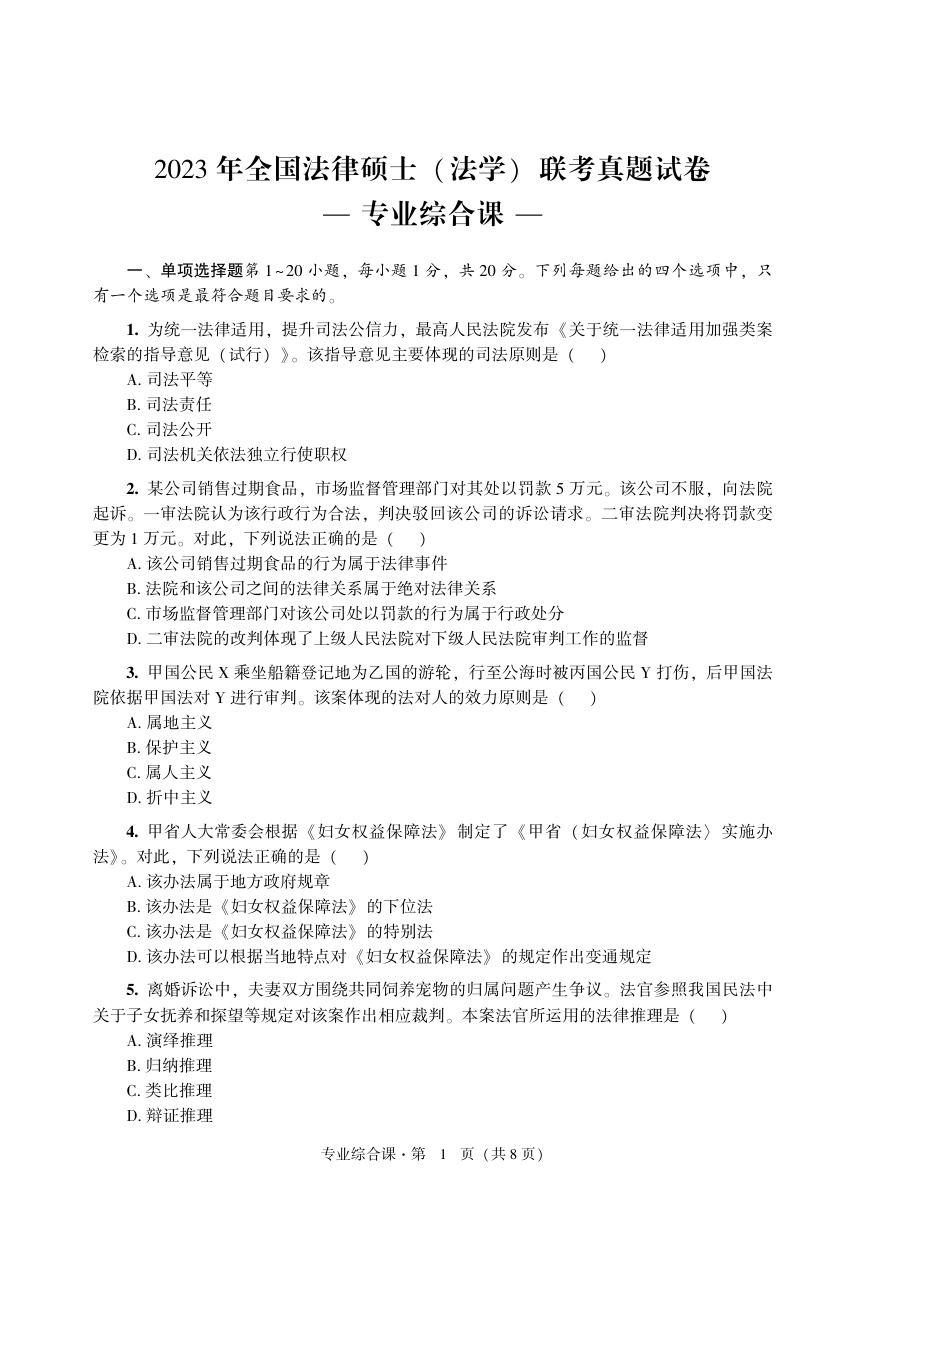 2023 年全国法律硕士（法学）联考真题试卷
— 专业综合课 —
一、单项选择题第 1~20 小题，每小题 1 分，共 20 分。下列每题给出的四个选项中，只
有一个选项是最符合题目要求的。
1. 为统一法律适用，提升司法公信力，最高人民法院发布《关于统一法律适用加强类案
检索的指导意见（试行）》。该指导意见主要体现的司法原则是（　）
A. 司法平等
B. 司法责任
C. 司法公开
D. 司法机关依法独立行使职权
2. 某公司销售过期食品，市场监督管理部门对其处以罚款 5 万元。该公司不服，向法院
起诉。一审法院认为该行政行为合法，判决驳回该公司的诉讼请求。二审法院判决将罚款变
更为 1 万元。对此，下列说法正确的是（　）
A. 该公司销售过期食品的行为属于法律事件
B. 法院和该公司之间的法律关系属于绝对法律关系
C. 市场监督管理部门对该公司处以罚款的行为属于行政处分
D. 二审法院的改判体现了上级人民法院对下级人民法院审判工作的监督
3. 甲国公民 X 乘坐船籍登记地为乙国的游轮，行至公海时被丙国公民 Y 打伤，后甲国法
院依据甲国法对 Y 进行审判。该案体现的法对人的效力原则是（　）
A. 属地主义
B. 保护主义
C. 属人主义
D. 折中主义
4. 甲省人大常委会根据《妇女权益保障法》制定了《甲省〈妇女权益保障法〉实施办
法》。对此，下列说法正确的是（　）
A. 该办法属于地方政府规章
B. 该办法是《妇女权益保障法》的下位法
C. 该办法是《妇女权益保障法》的特别法
D. 该办法可以根据当地特点对《妇女权益保障法》的规定作出变通规定
5. 离婚诉讼中，夫妻双方围绕共同饲养宠物的归属问题产生争议。法官参照我国民法中
关于子女抚养和探望等规定对该案作出相应裁判。本案法官所运用的法律推理是（　）
A. 演绎推理
B. 归纳推理
C. 类比推理
D. 辩证推理
专业综合课·第 1 页（共 8 页）